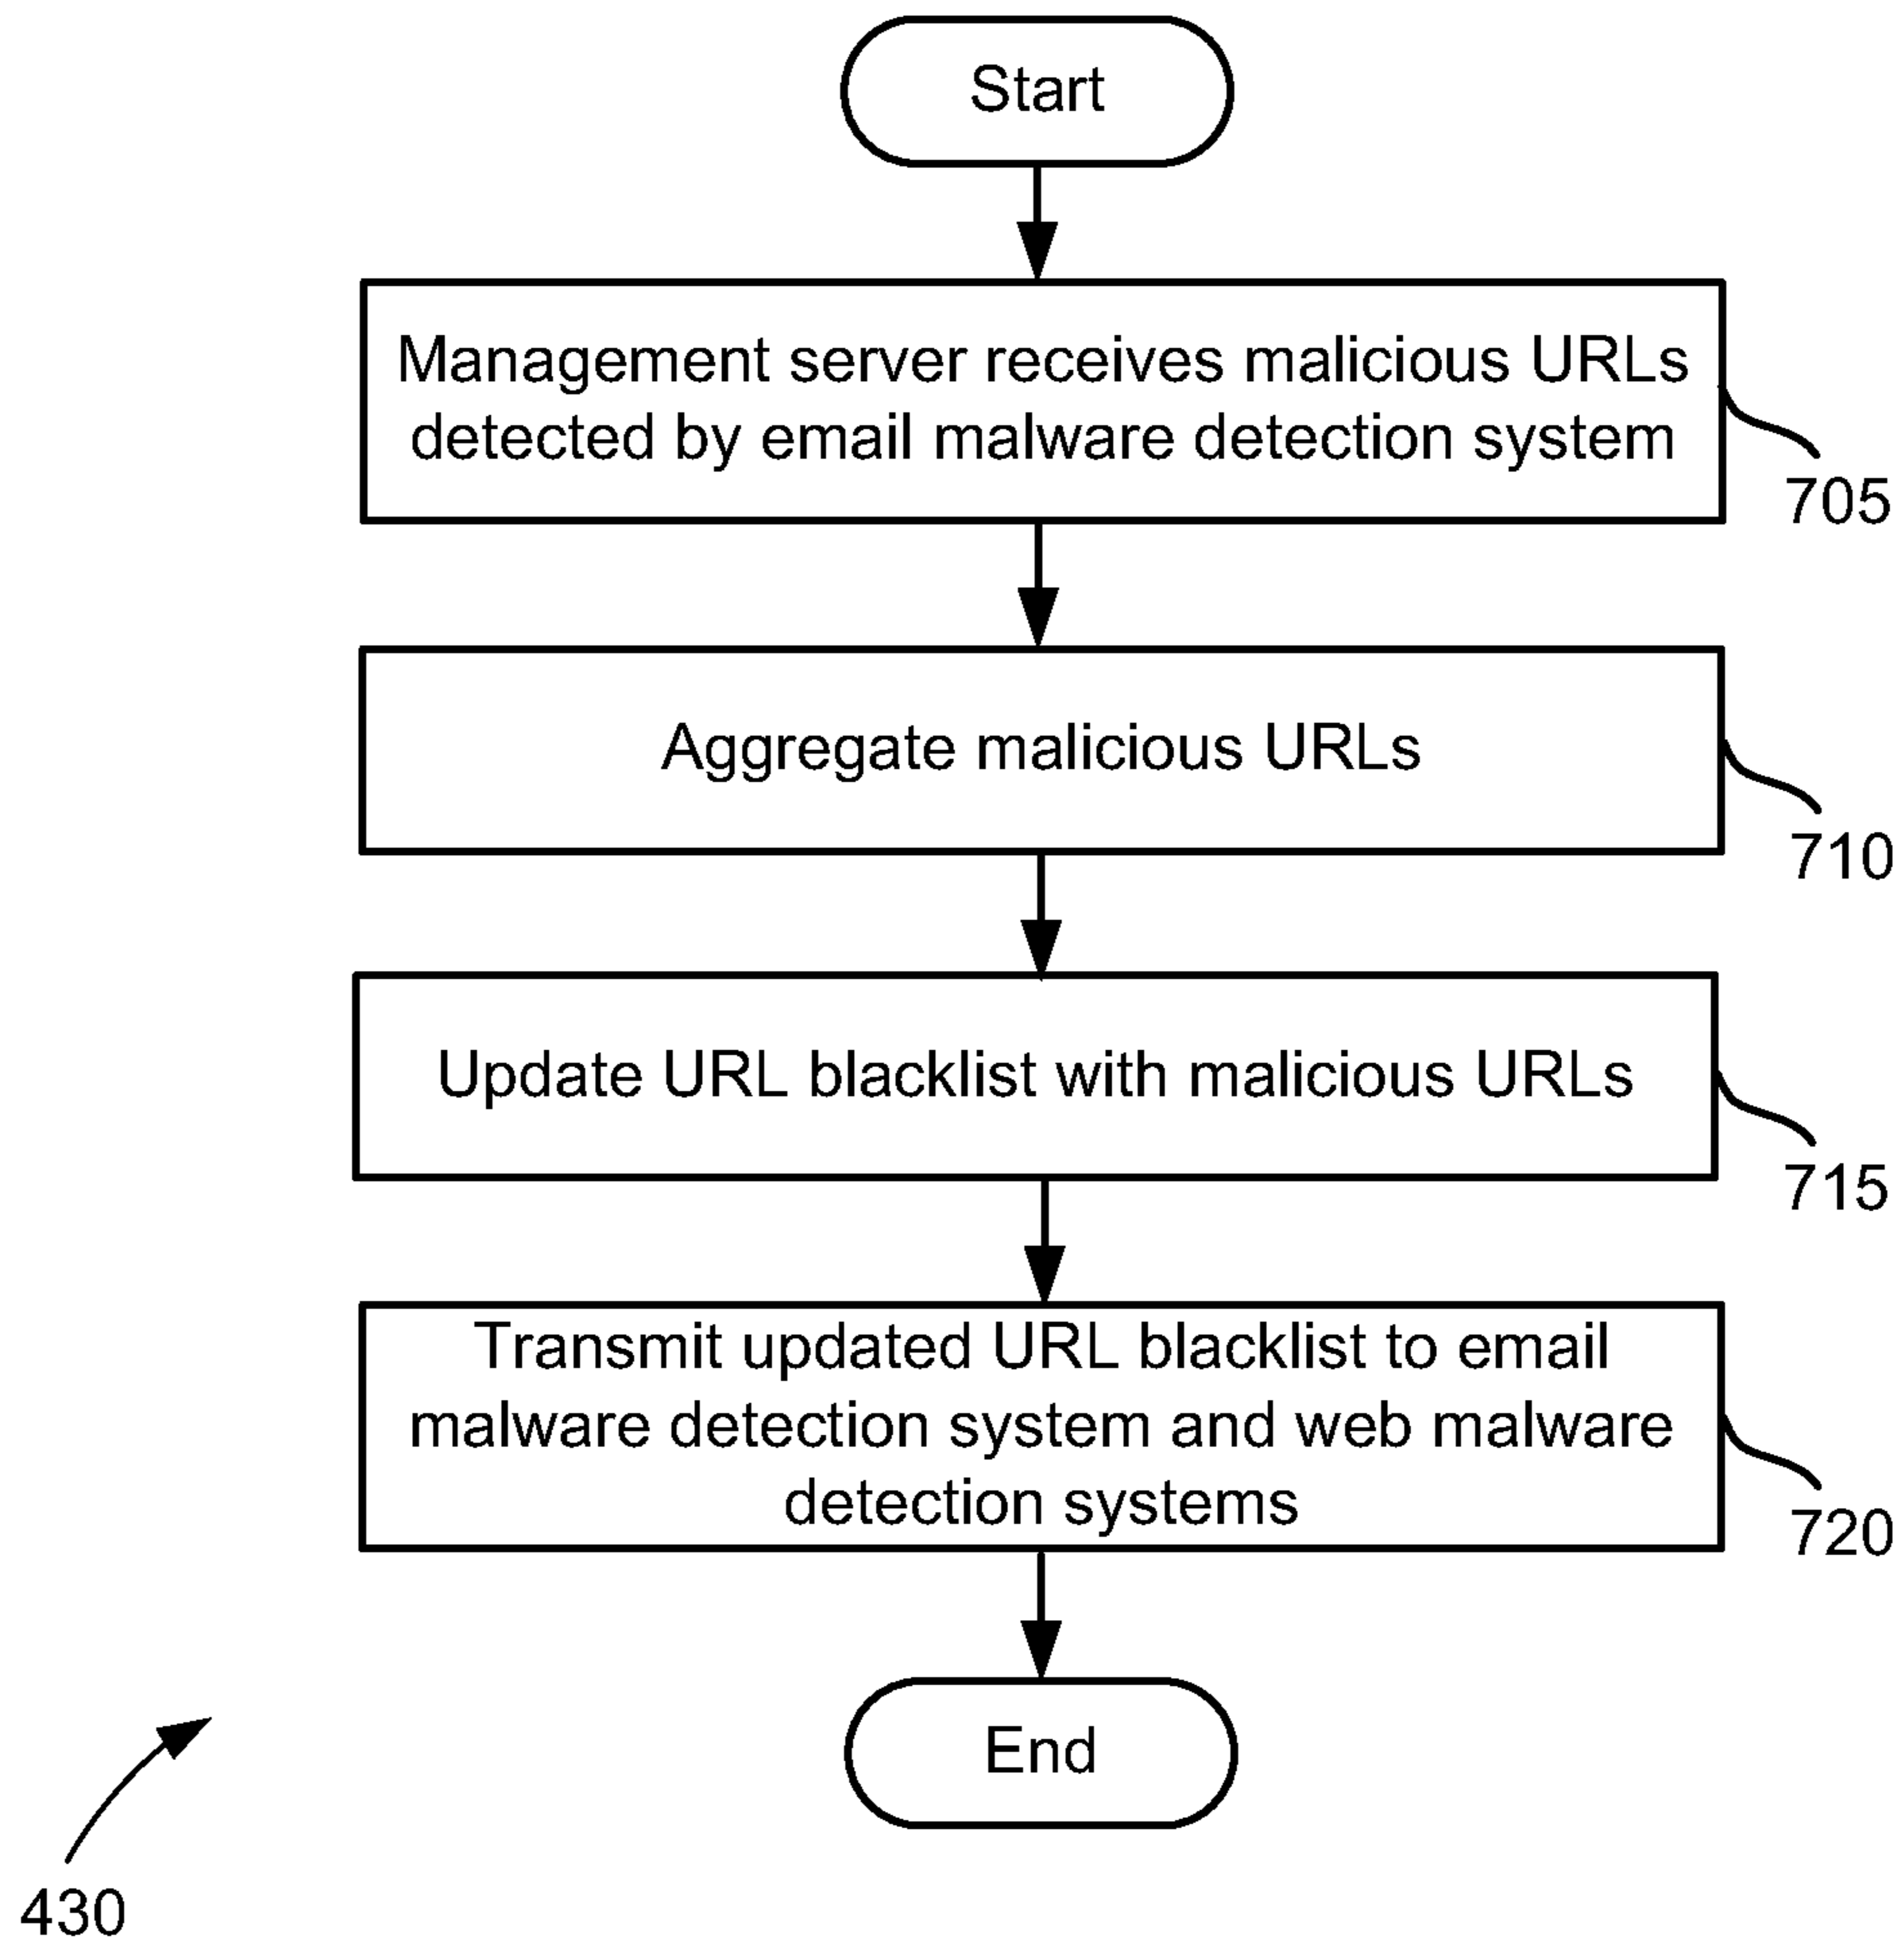 Start
Management server receives malicious URLs
detected by email malware detection system
705
Aggregate malicious URLs
710
Update URL blacklist with malicious URLs
715
Transmit updated URL blacklist to email
malware detection system and web malware
detection systems
720
End
430